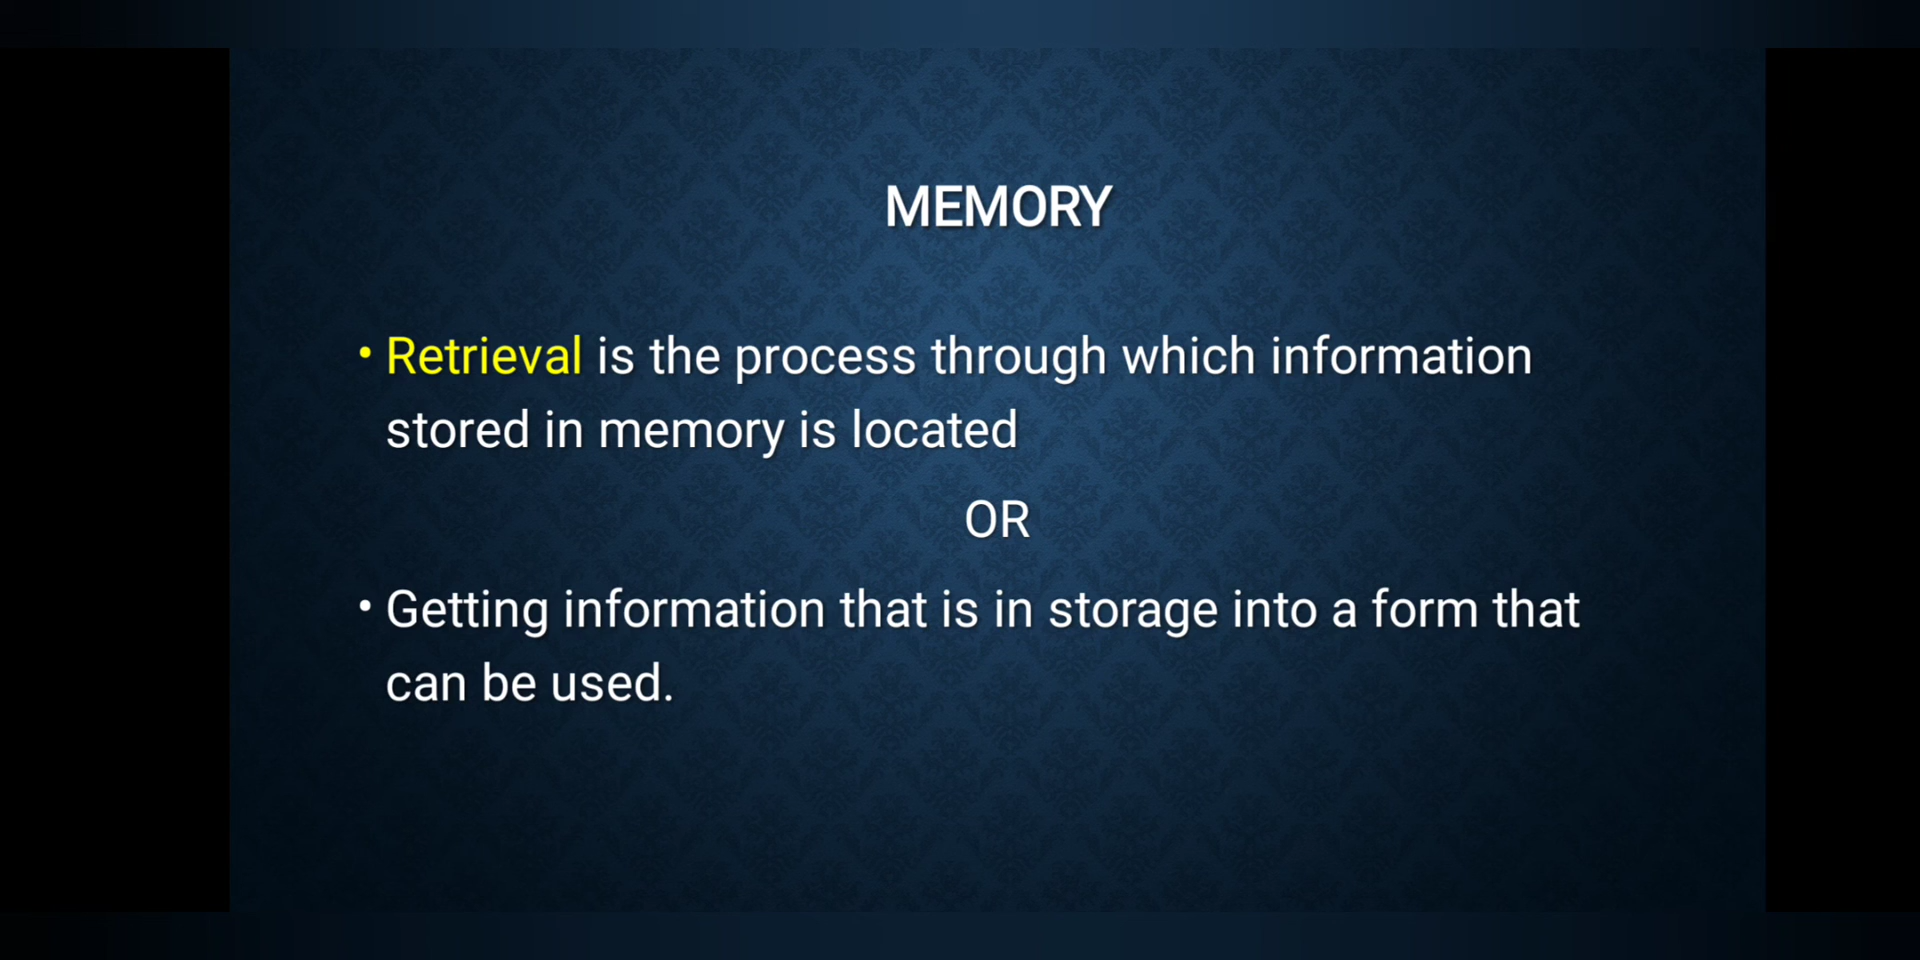 MEMORY
• Retrieval is the process through which information
stored in memory is located
OR
• Getting information that is in storage into a form that
can be used.